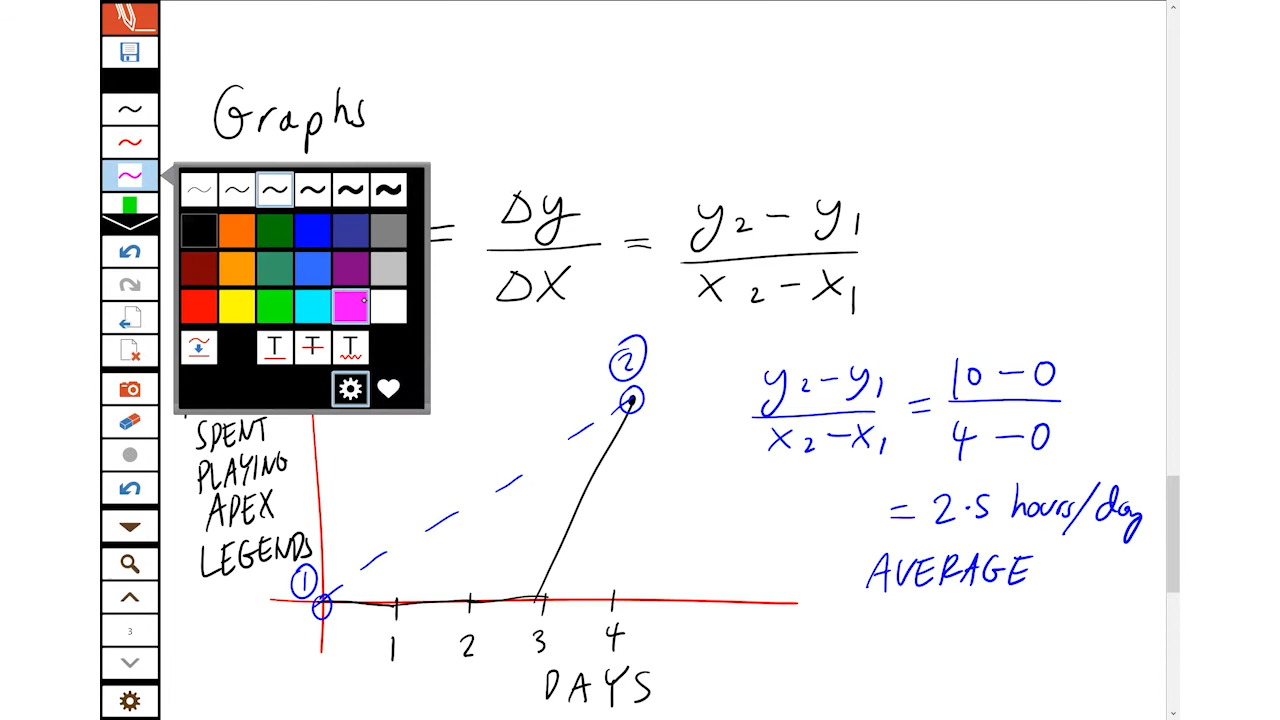 Graphs
= Δy / Δx = y₂ - y₁ / x₂ - x₁
②
y₂ - y₁ / x₂ - x₁ = 10 - 0 / 4 - 0
= 2.5 hours/day
AVERAGE
SPENT
PLAYING
APEX
LEGENDS
①
1 2 3 4
DAYS
T T T
3